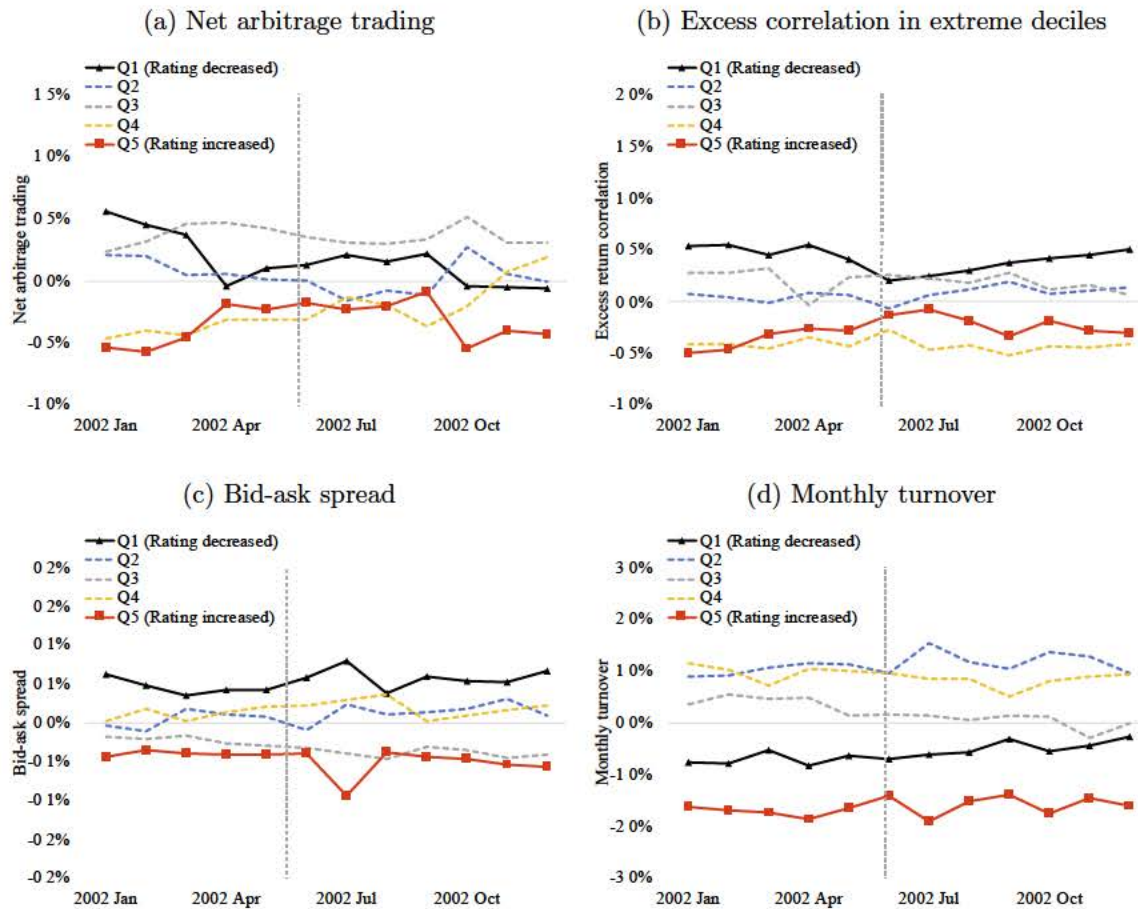 (a) Net arbitrage trading
Q1 (Rating decreased)
Q2
Q3
Q4
Q5 (Rating increased)
1 5%
1 0%
0 5%
0 0%
-0 5%
-1 0%
Net arbitrage trading
2002 Jan
2002 Apr
2002 Jul
2002 Oct
(b) Excess correlation in extreme deciles
Q1 (Rating decreased)
Q2
Q3
Q4
Q5 (Rating increased)
2 0%
1 5%
1 0%
0 5%
0 0%
-0 5%
-1 0%
Excess return correlation
2002 Jan
2002 Apr
2002 Jul
2002 Oct
(c) Bid-ask spread
Q1 (Rating decreased)
Q2
Q3
Q4
Q5 (Rating increased)
0 2%
0 2%
0 1%
0 1%
0 0%
-0 1%
-0 1%
-0 2%
-0 2%
Bid-ask spread
2002 Jan
2002 Apr
2002 Jul
2002 Oct
(d) Monthly turnover
Q1 (Rating decreased)
Q2
Q3
Q4
Q5 (Rating increased)
3 0%
2 0%
1 0%
0 0%
-1 0%
-2 0%
-3 0%
Monthly turnover
2002 Jan
2002 Apr
2002 Jul
2002 Oct